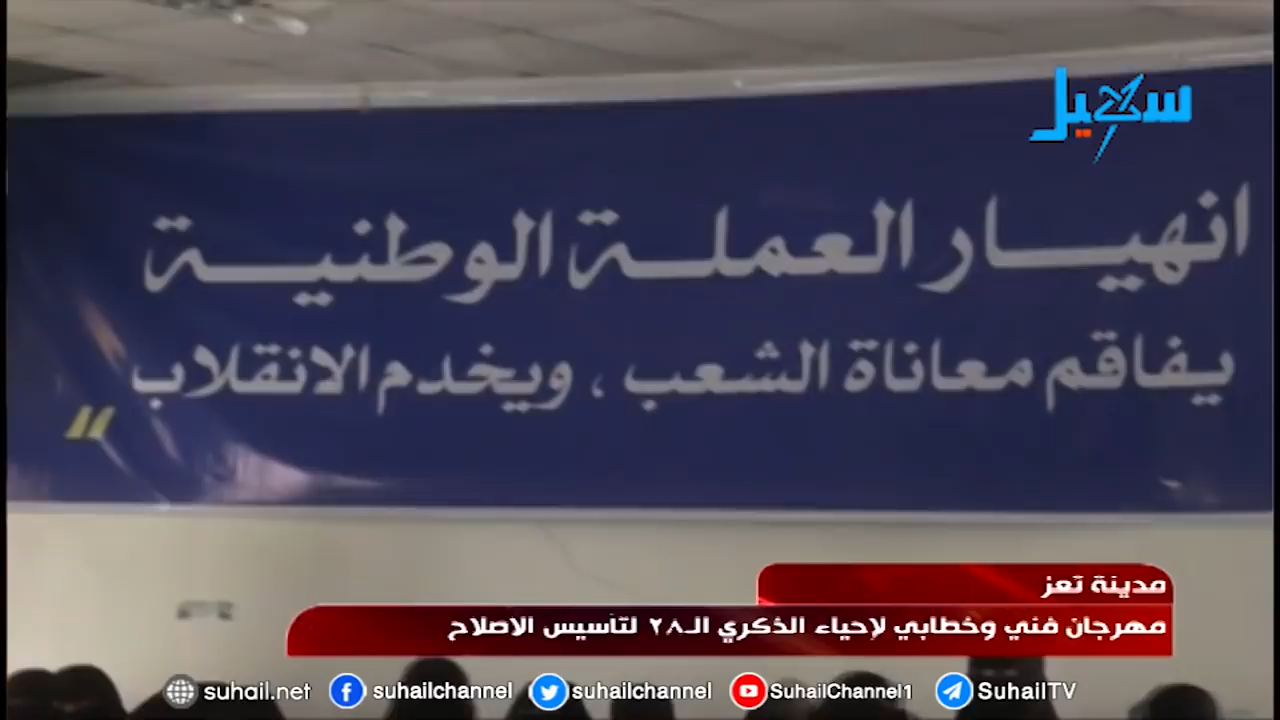 سهيل
انهيار العملة الوطنية
يفاقم معاناة الشعب ، ويخدم الانقلاب
"
مدينة تعز
مهرجان فني وخطابي لإحياء الذكري الـ٢٨ لتأسيس الاصلاح
suhail.net suhailchannel suhailchannel SuhailChannel1 SuhailTV